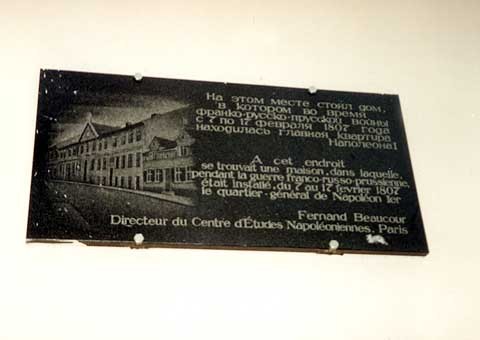 На этом месте стоял дом,
в котором во время
франко-русско-прусской войны
с 7 по 17 февраля 1807 года
находилась главная квартира
Наполеона I
A cet endroit
se trouvait une maison, dans laquelle,
pendant la guerre franco-russo-prussienne,
était installé, du 7 au 17 fevrier 1807
le quartier-général de Napoléon Ier
Fernand Beaucour
Directeur du Centre d'Études Napoléoniennes, Paris